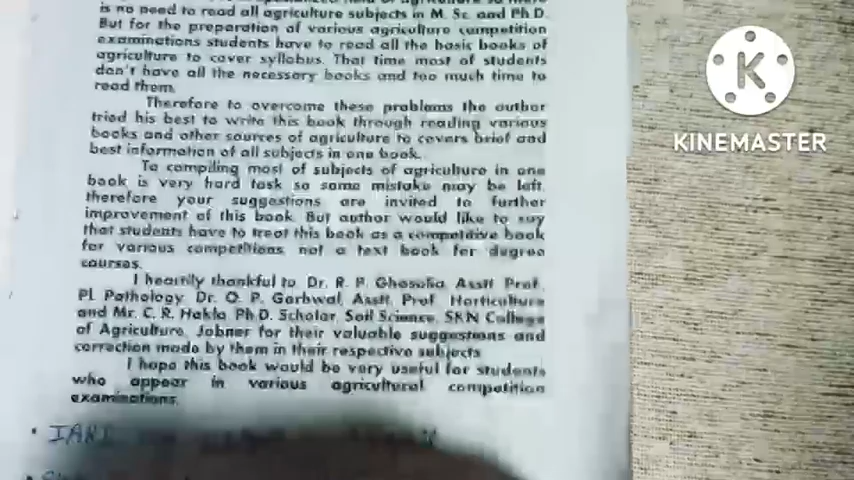 is no need to read all agriculture subjects in M. Sc. and Ph D.
But for the preparation of various agriculture competition
examinations students have to read all the basic books of
agriculture to cover syllabus. That time most of students
don't have all the necessary books and too much time to
read them.
Therefore to overcome these problems the author
tried his best to write this book through reading various
books and other sources of agriculture to covers brief and
best information of all subjects in one book.
To compiling most of subjects of agriculture in one
book is very hard task so some mistake may be left,
therefore your suggestions are invited to further
improvement of this book. But author would like to say
that students have to treat this book as a competitive book
for various competitions not a text book for degree
courses.
I heartily thankful to Dr. R. P. Ghasolia, Asstt Prof.
Pl. Pathology, Dr. O. P. Garhwal, Asstt. Prof. Horticulture
and Mr. C. R. Hakla, Ph.D. Scholar, Soil Science, SKN College
of Agriculture, Jobner for their valuable suggestions and
correction made by them in their respective subjects
I hope this book would be very useful for students
who appear in various agricultural competition
examinations.
IARI
K
KINEMASTER